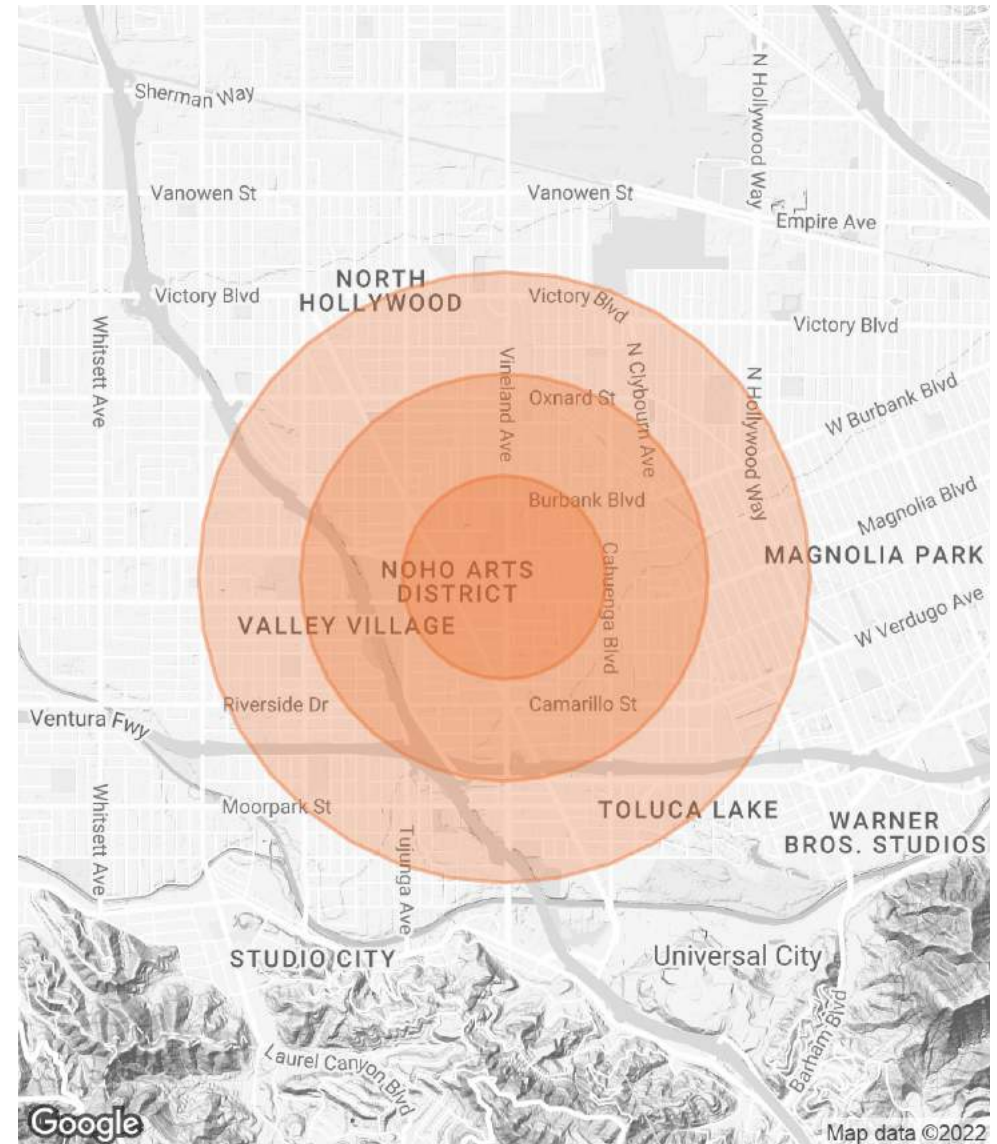 N Hollywood Way
Sherman Way
Vanowen St
Vanowen St
Empire Ave
NORTH
HOLLYWOOD
Victory Blvd
Victory Blvd
Victory Blvd
Whitsett Ave
Vineland Ave
N Clybourn Ave
N Hollywood Way
Oxnard St
W Burbank Blvd
Burbank Blvd
Magnolia Blvd
Cahuenga Blvd
MAGNOLIA PARK
NOHO ARTS
DISTRICT
VALLEY VILLAGE
W Verdugo Ave
Riverside Dr
Camarillo St
Ventura Fwy
Whitsett Ave
Moorpark St
TOLUCA LAKE
WARNER
BROS. STUDIOS
Tujunga Ave
STUDIO CITY
Universal City
Barham Blvd
Laurel Canyon Blvd
Google
Map data ©2022